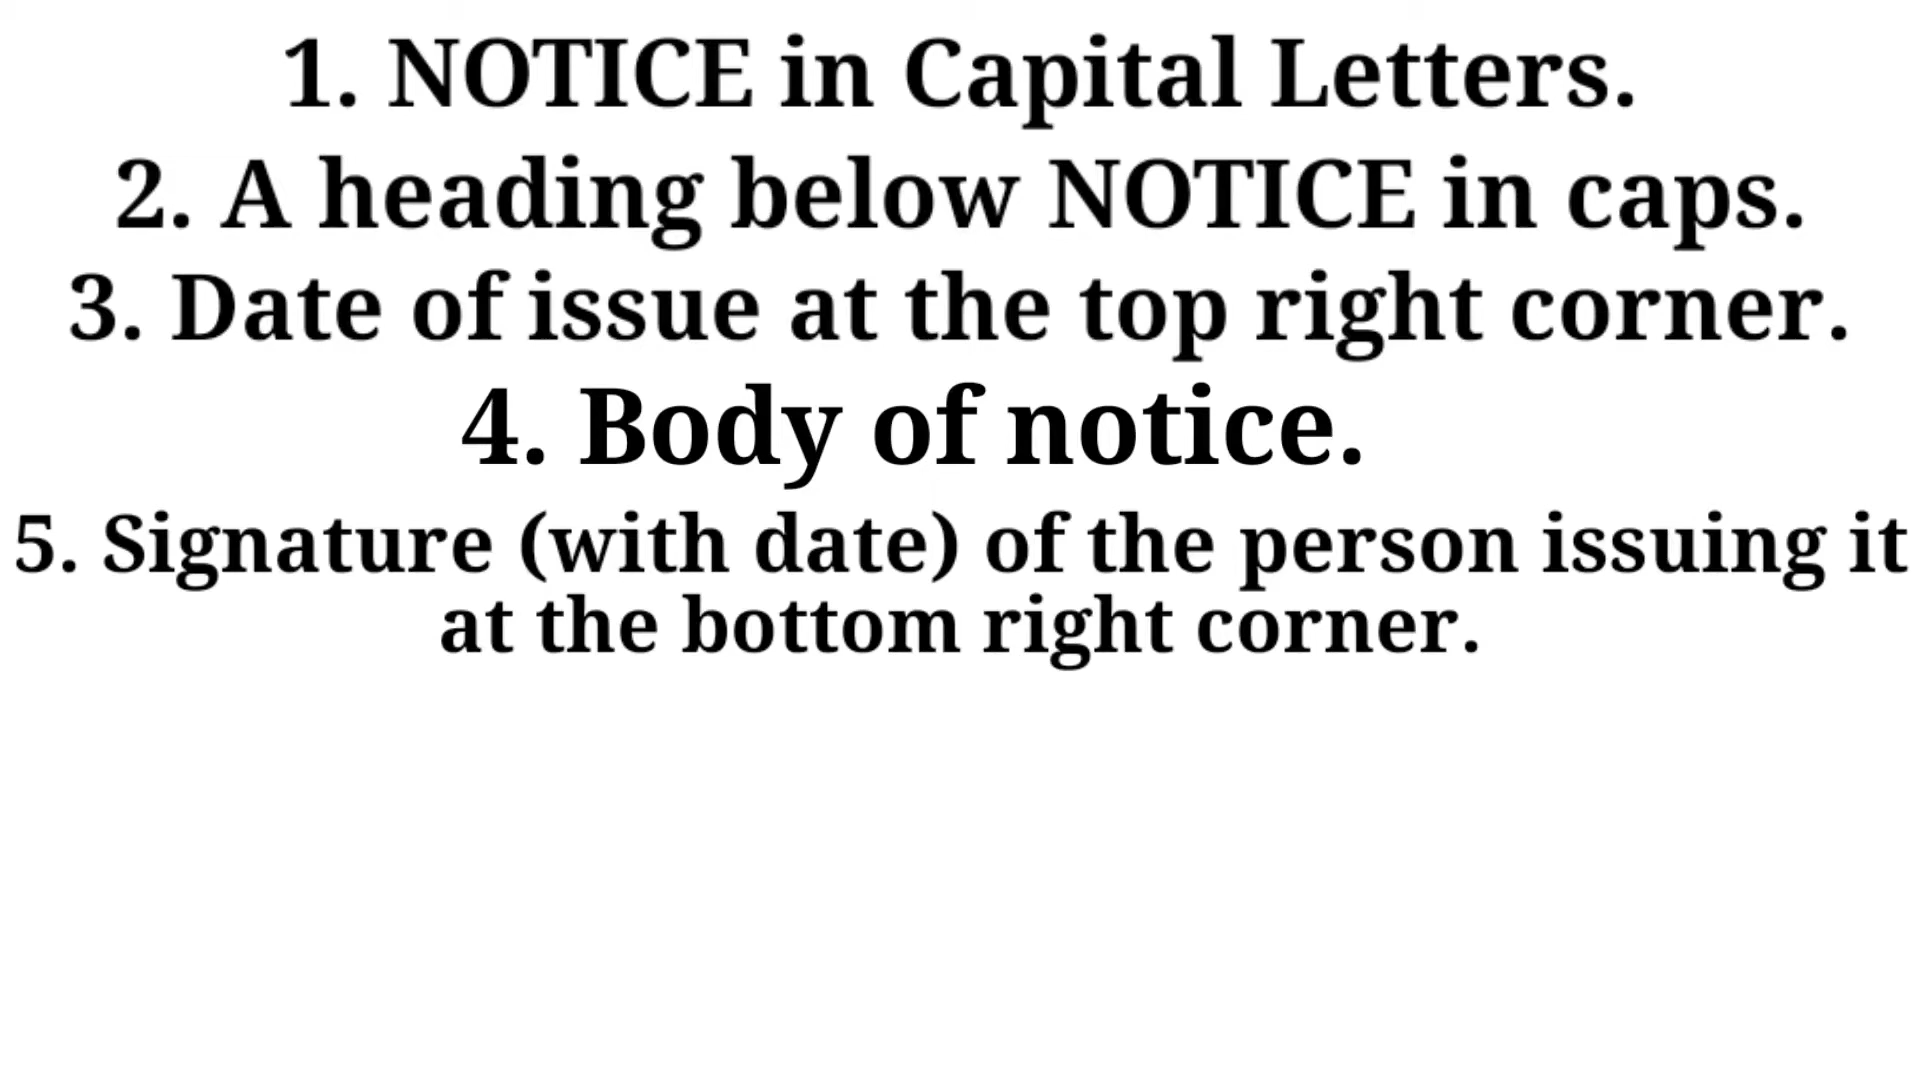 1. NOTICE in Capital Letters.
2. A heading below NOTICE in caps.
3. Date of issue at the top right corner.
4. Body of notice.
5. Signature (with date) of the person issuing it
at the bottom right corner.